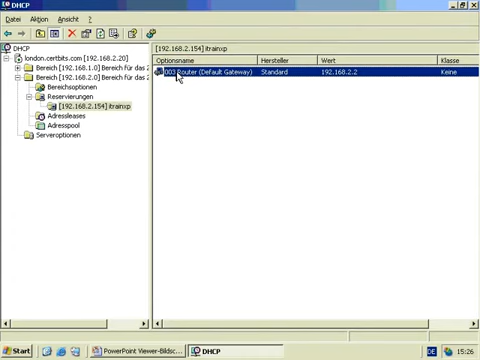 DHCP
Datei Aktion Ansicht ?
DHCP
london.certbits.com [192.168.2.20]
Bereich [192.168.1.0] Bereich für das 2
Bereich [192.168.2.0] Bereich für das 2
Bereichsoptionen
Reservierungen
[192.168.2.154] itrainxp
Adressleases
Adresspool
Serveroptionen
[192.168.2.154] itrainxp
Optionsname Hersteller Wert Klasse
003 Router (Default Gateway) Standard 192.168.2.2 Keine
Start PowerPoint Viewer-Bildsc... DHCP DE 15:26